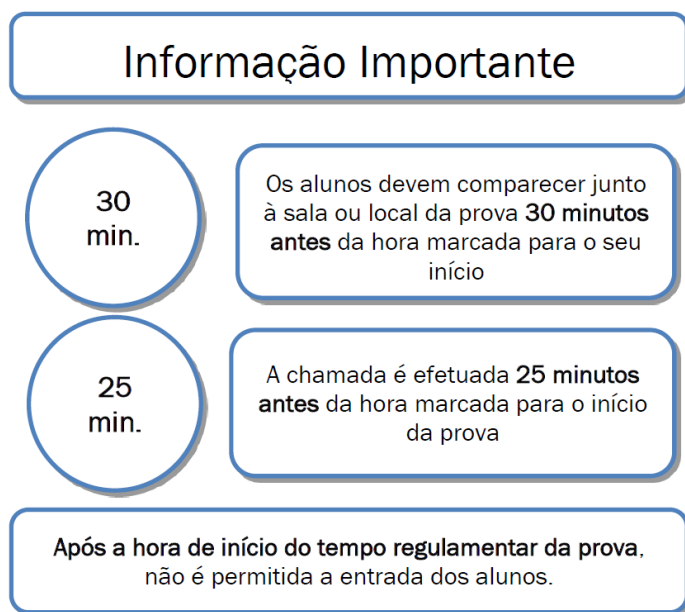 Informação Importante
30
min.
Os alunos devem comparecer junto
à sala ou local da prova 30 minutos
antes da hora marcada para o seu
início
25
min.
A chamada é efetuada 25 minutos
antes da hora marcada para o início
da prova
Após a hora de início do tempo regulamentar da prova,
não é permitida a entrada dos alunos.